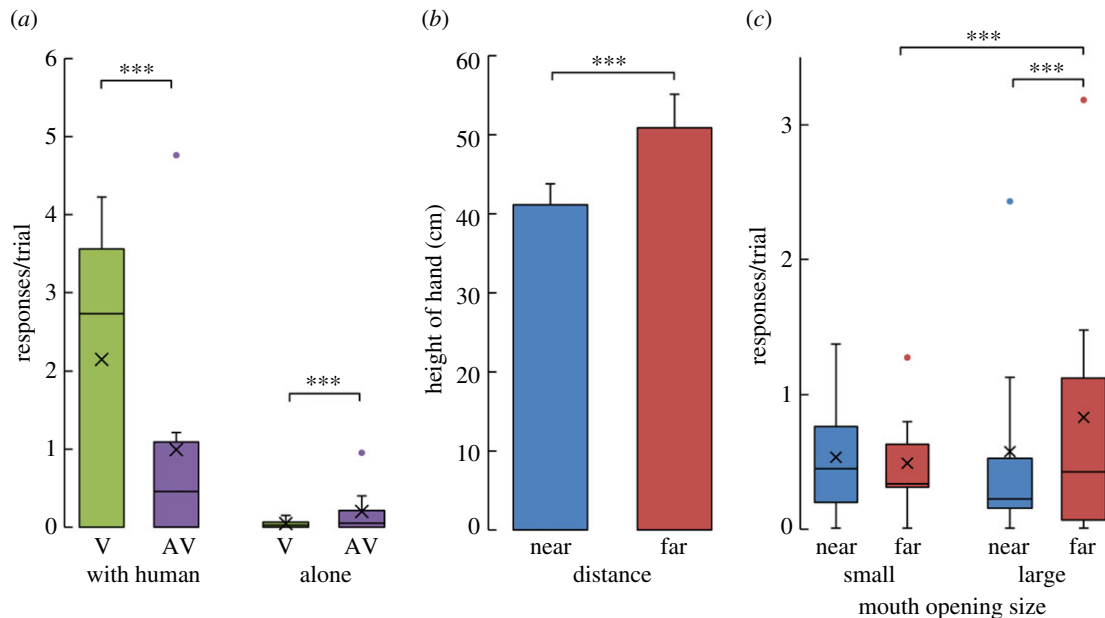 (a)
6
5
4
3
2
1
0
responses/trial
***
***
V AV V AV
with human alone
(b)
60
50
40
30
20
10
0
height of hand (cm)
***
near far
distance
(c)
3
2
1
0
responses/trial
***
***
near far near far
small large
mouth opening size